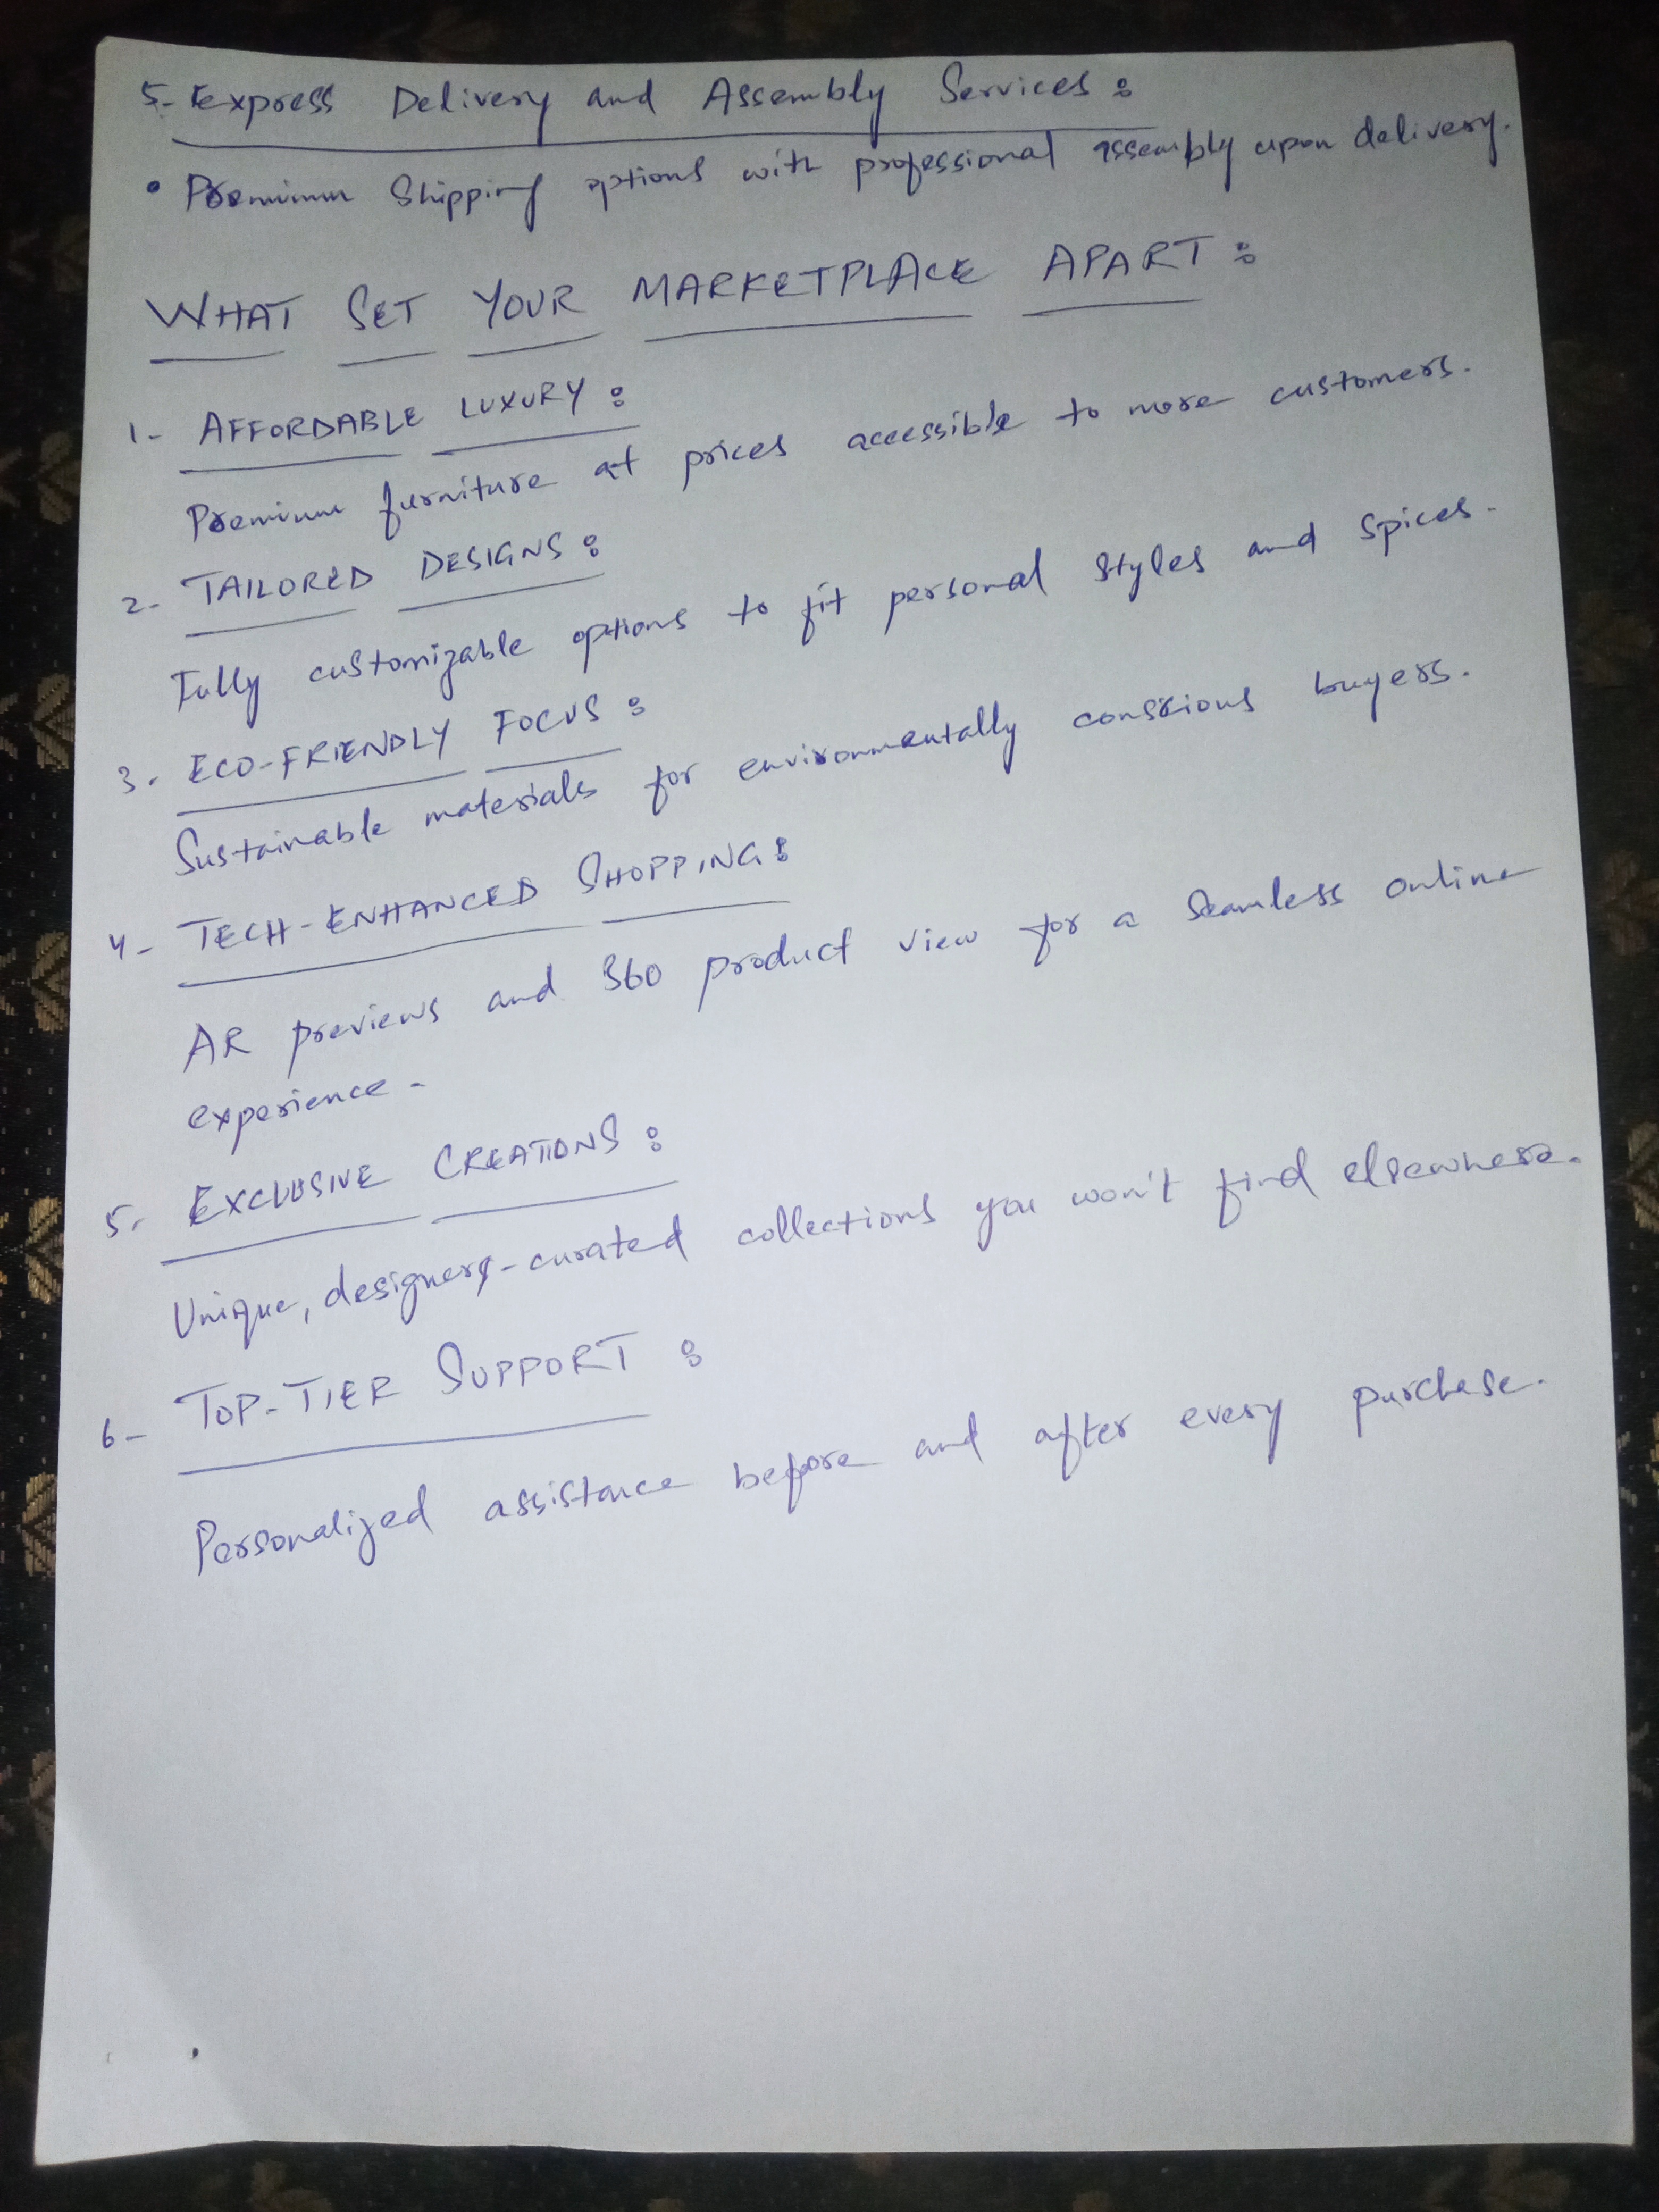 5- Express Delivery and Assembly Services :
• Premium Shipping options with professional assembly upon delivery.
WHAT SET YOUR MARKETPLACE APART :
1- AFFORDABLE LUXURY :
Premium furniture at prices accessible to more customers.
2- TAILORED DESIGNS :
Fully customizable options to fit personal styles and spices.
3. ECO-FRIENDLY FOCUS :
Sustainable materials for environmentally conscious buyers.
4- TECH-ENHANCED SHOPPING :
AR previews and 360 product view for a seamless online
experience.
5. EXCLUSIVE CREATIONS :
Unique, designers-curated collections you won't find elsewhere.
6- TOP-TIER SUPPORT :
Personalized assistance before and after every purchase.